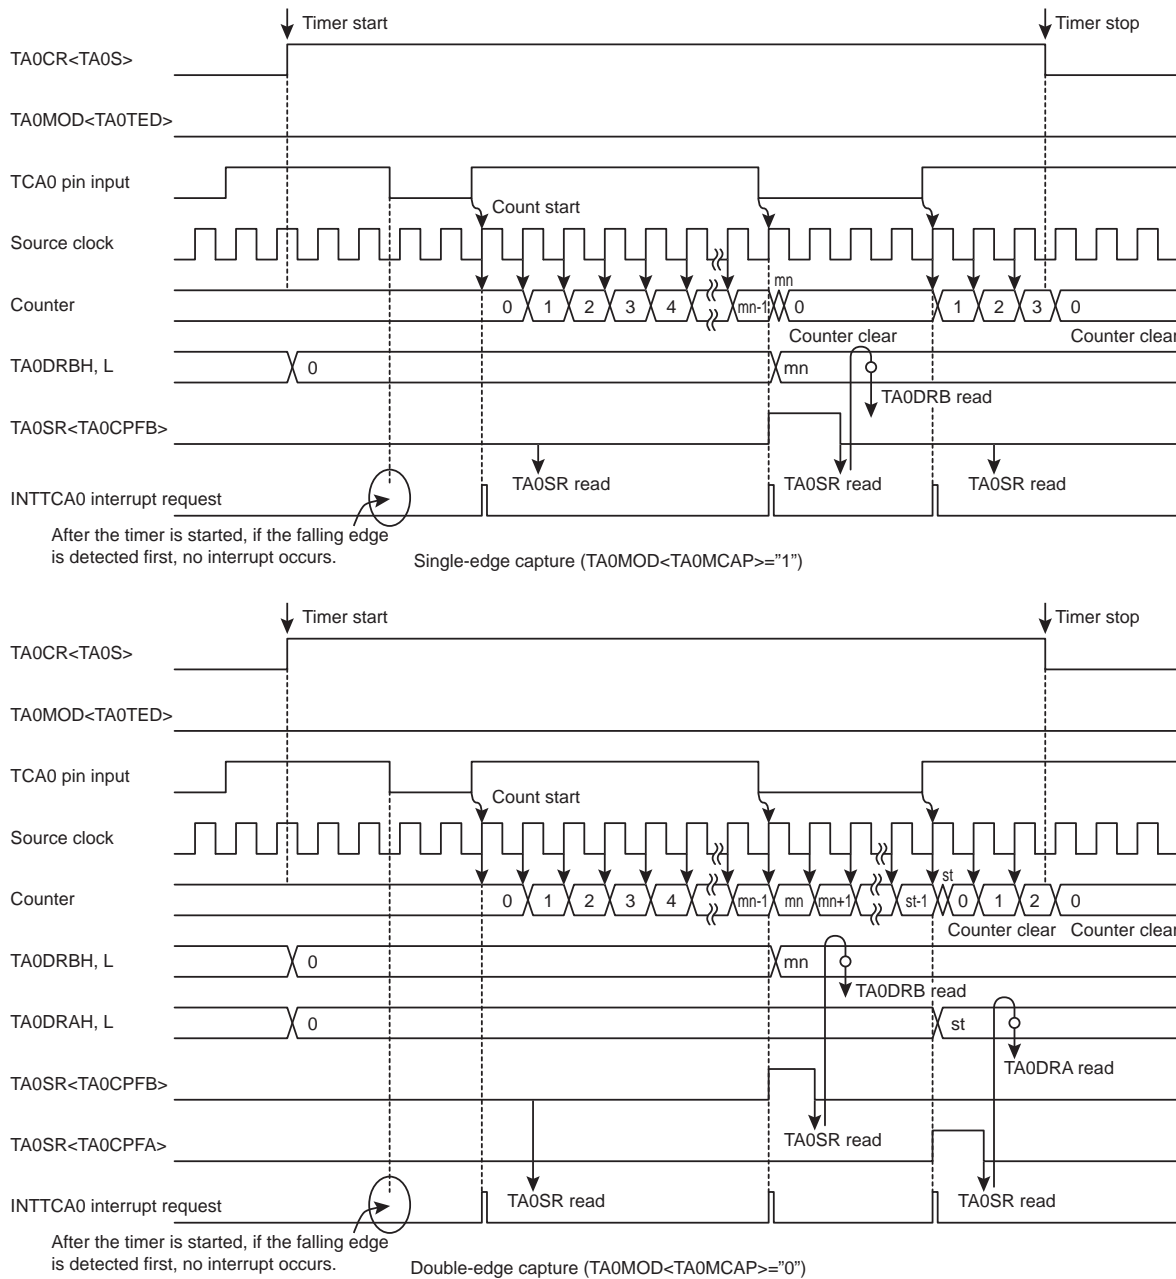 Timer start
Timer stop
TA0CR<TA0S>
TA0MOD<TA0TED>
TCA0 pin input
Count start
Source clock
mn
Counter
0 1 2 3 4 mn-1 0 1 2 3 0
Counter clear
Counter clear
TA0DRBH, L
0
mn
TA0DRB read
TA0SR<TA0CPFB>
TA0SR read
TA0SR read
TA0SR read
INTTCA0 interrupt request
After the timer is started, if the falling edge
is detected first, no interrupt occurs.
Single-edge capture (TA0MOD<TA0MCAP>="1")
Timer start
Timer stop
TA0CR<TA0S>
TA0MOD<TA0TED>
TCA0 pin input
Count start
Source clock
st
Counter
0 1 2 3 4 mn-1 mn mn+1 st-1 0 1 2 0
Counter clear
Counter clear
TA0DRBH, L
0
mn
TA0DRB read
TA0DRAH, L
0
st
TA0DRA read
TA0SR<TA0CPFB>
TA0SR read
TA0SR<TA0CPFA>
TA0SR read
TA0SR read
INTTCA0 interrupt request
After the timer is started, if the falling edge
is detected first, no interrupt occurs.
Double-edge capture (TA0MOD<TA0MCAP>="0")